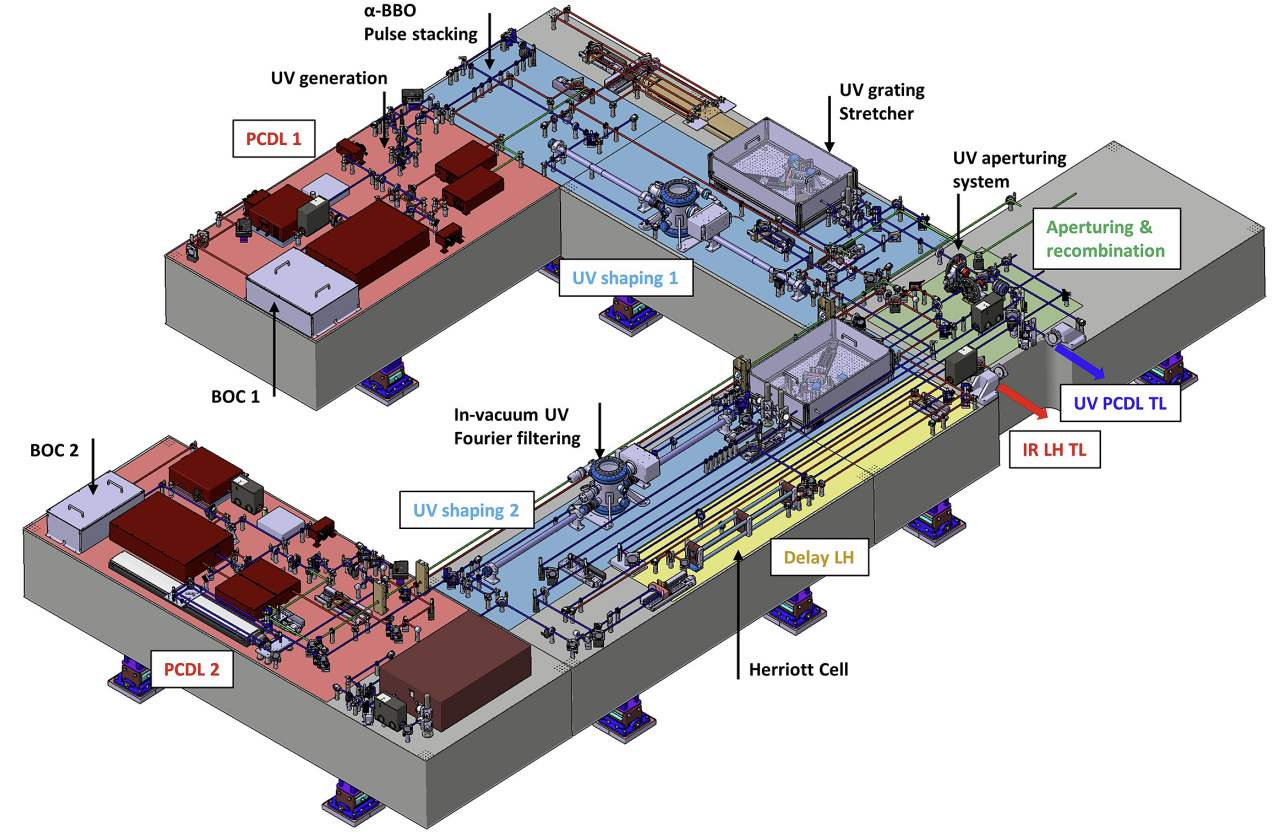 α-BBO
Pulse stacking
UV generation
PCDL 1
UV grating
Stretcher
UV aperturing
system
Aperturing &
recombination
UV shaping 1
BOC 1
UV PCDL TL
IR LH TL
In-vacuum UV
Fourier filtering
BOC 2
UV shaping 2
Delay LH
PCDL 2
Herriott Cell